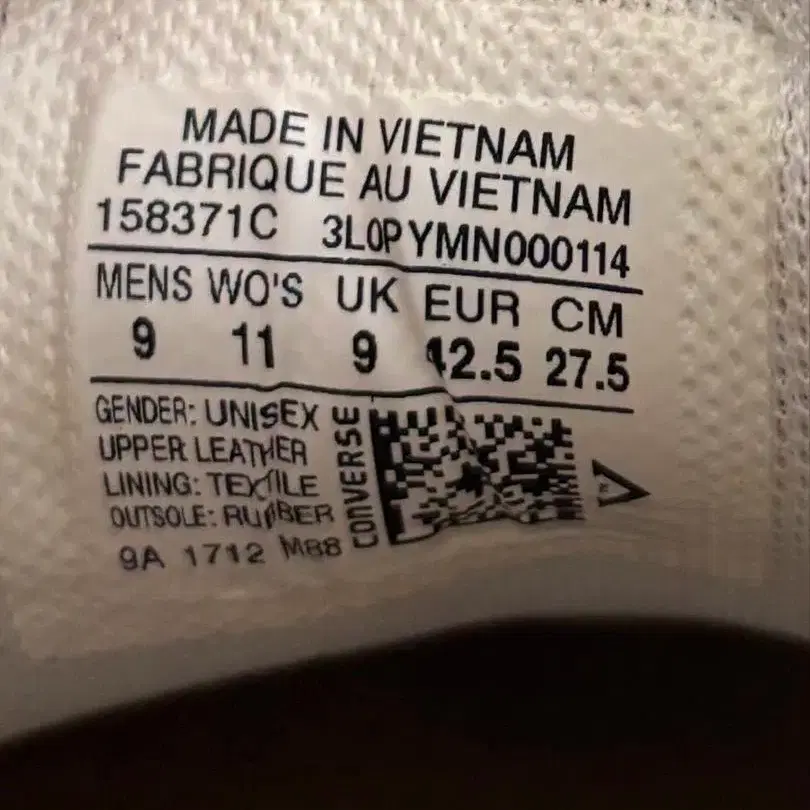 MADE IN VIETNAM
FABRIQUE AU VIETNAM
158371C 3L0PYMN000114
MENS WO'S UK EUR CM
9 11 9 42.5 27.5
GENDER: UNISEX
UPPER LEATHER
LINING: TEXTILE
OUTSOLE: RUBBER
9A 1712 M88
CONVERSE